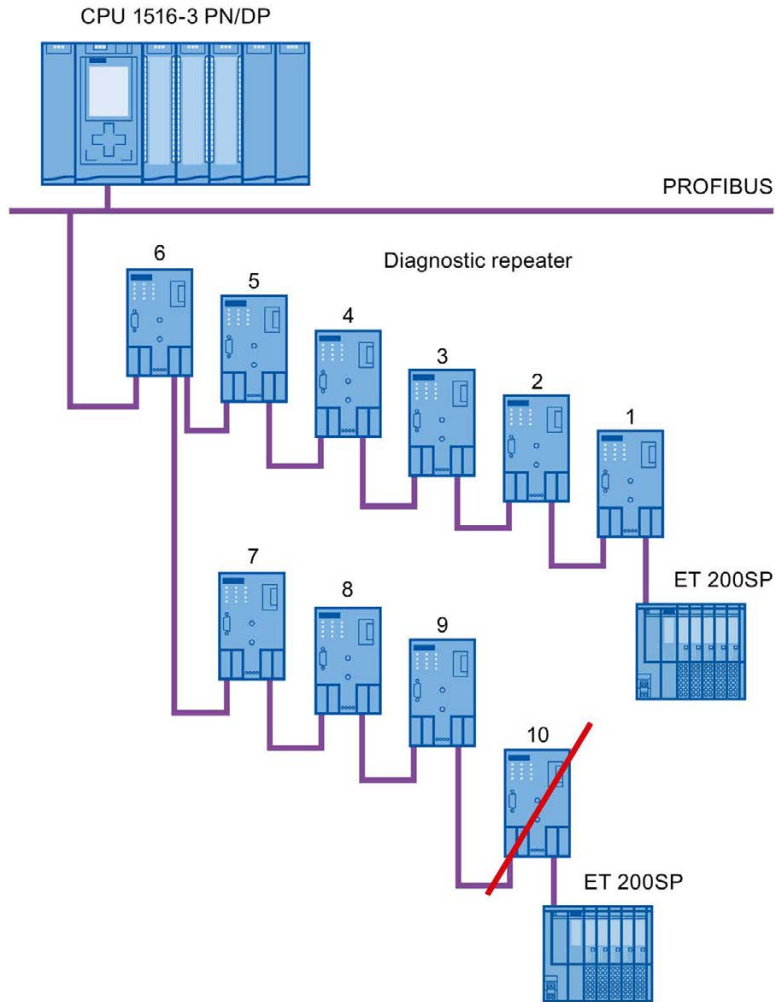 CPU 1516-3 PN/DP
PROFIBUS
Diagnostic repeater
6
5
4
3
2
1
ET 200SP
7
8
9
10
ET 200SP